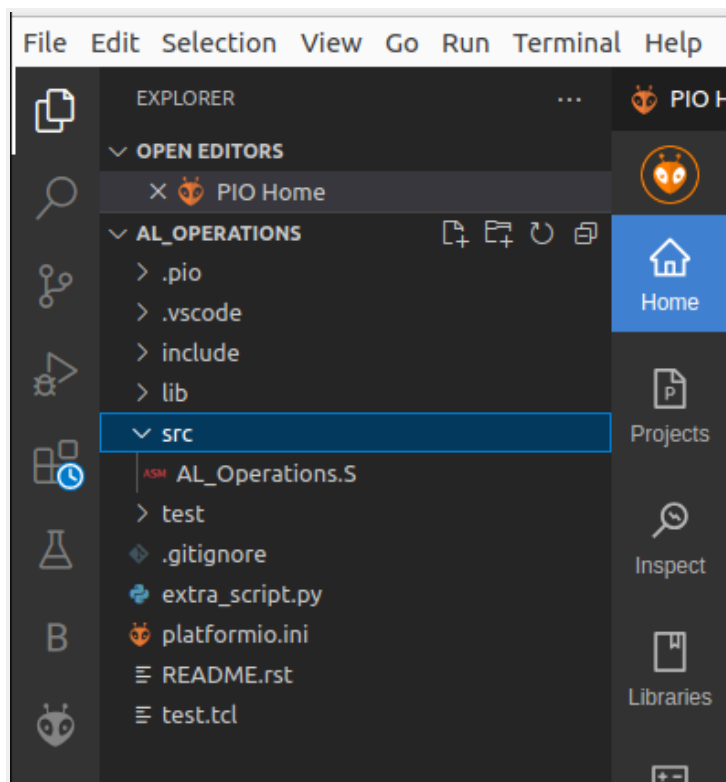 File Edit Selection View Go Run Terminal Help
EXPLORER
PIO H
OPEN EDITORS
PIO Home
AL_OPERATIONS
.pio
Home
.vscode
include
lib
P
src
Projects
ASM AL_Operations.S
test
.gitignore
Inspect
extra_script.py
B
platformio.ini
README.rst
Libraries
test.tcl